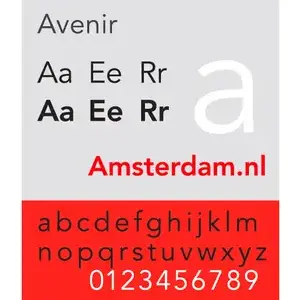 Avenir
Aa Ee Rr
Aa Ee Rr
a
Amsterdam.nl
abcdefghijklm
nopqrstuvwxyz
0123456789